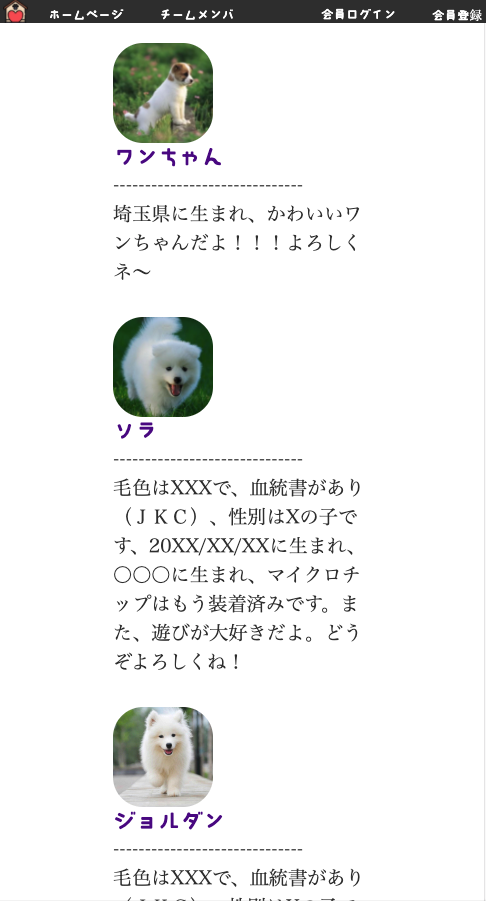 ホームページ チームメンバ 会員ログイン 会員登録
ワンちゃん
------------------------------
埼玉県に生まれ、かわいいワ
ンちゃんだよ！！！よろしく
ネ〜
ソラ
------------------------------
毛色はXXXで、血統書があり
（ＪＫＣ）、性別はXの子で
す、20XX/XX/XXに生まれ、
〇〇〇に生まれ、マイクロチ
ップはもう装着済みです。ま
た、遊びが大好きだよ。どう
ぞよろしくね！
ジョルダン
------------------------------
毛色はXXXで、血統書があり